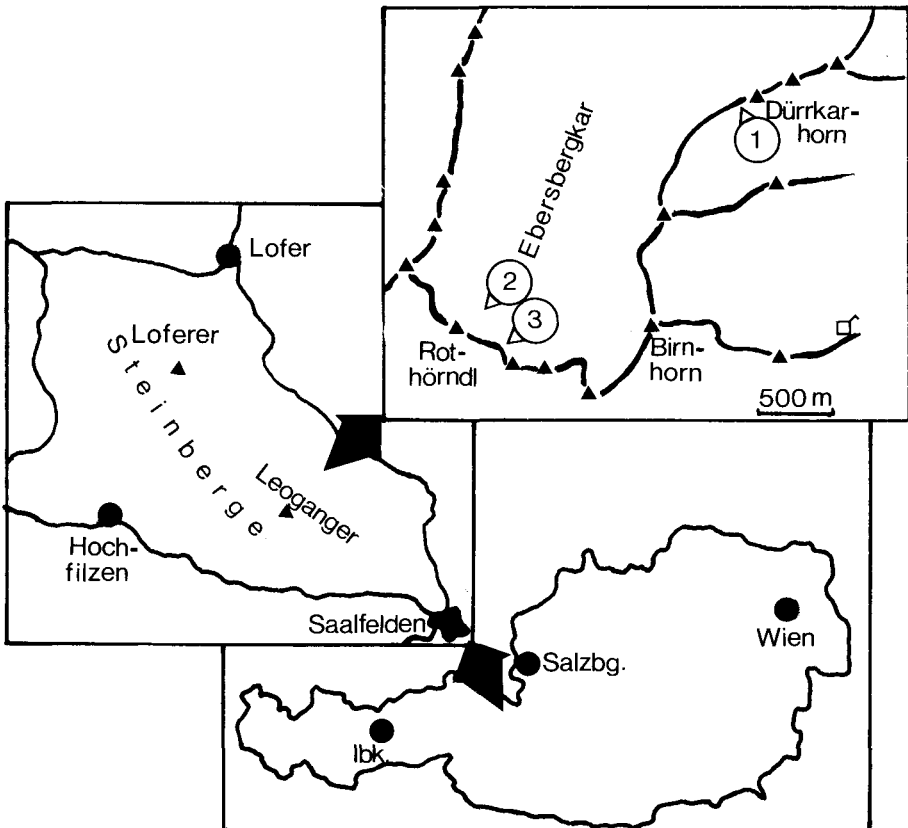 Ebersbergkar
Dürrkar-
horn
1
2
3
Rot-
hörndl
Birn-
horn
500 m
Lofer
Loferer
Steinberge
Leoganger
Hoch-
filzen
Saalfelden
Wien
Salzbg.
Ibk.